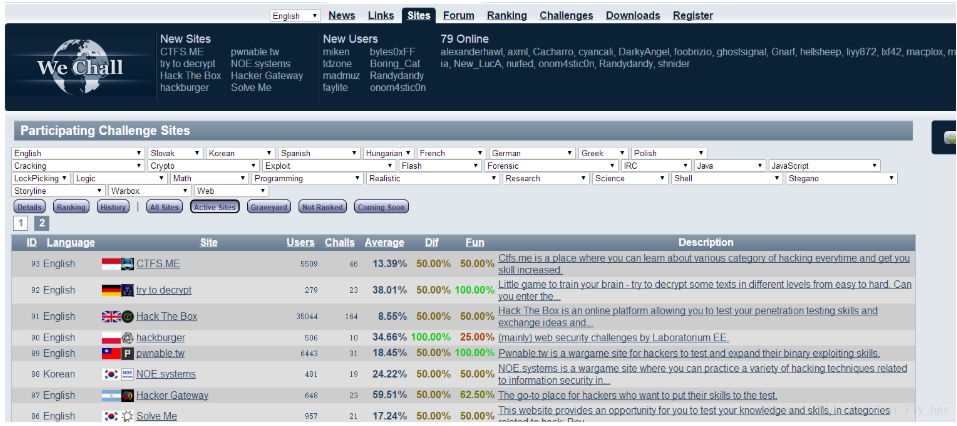 English News Links Sites Forum Ranking Challenges Downloads Register
We Chall
New Sites New Users 79 Online
CTFS.ME pwnable.tw miken bytes0xFF alexanderhawl, axml, Cacharro, cyancali, DarkyAngel, foobrizio, ghostsignal, Gnarf, hellsheep, liyy872, lxf42, macplox, m
try to decrypt NOE.systems tdzone Boring_Cat ia, New_LucA, nurfed, onom4stic0n, Randydandy, shnider
Hack The Box Hacker Gateway madmuz Randydandy
hackburger Solve Me faylite onom4stic0n
Participating Challenge Sites
English Slovak Korean Spanish Hungarian French German Greek Polish
Cracking Crypto Exploit Flash Forensic IRC Java JavaScript
LockPicking Logic Math Programming Realistic Research Science Shell Stegano
Storyline Warbox Web
Details Ranking History | All Sites Active Sites Graveyard Not Ranked Coming Soon
1 2
ID Language Site Users Challs Average Dif Fun Description
93 English CTFS.ME 5509 46 13.39% 50.00% 50.00% Ctfs.me is a place where you can learn about various category of hacking everytime and get you
skill increased.
92 English try to decrypt 279 23 38.01% 50.00% 100.00% Little game to train your brain - try to decrypt some texts in different levels from easy to hard. Can
you enter the...
91 English Hack The Box 35044 164 8.55% 50.00% 50.00% Hack The Box is an online platform allowing you to test your penetration testing skills and
exchange ideas and...
90 English hackburger 506 10 34.66% 100.00% 25.00% (mainly) web security challenges by Laboratorium EE.
89 English P pwnable.tw 6443 31 18.45% 50.00% 100.00% Pwnable.tw is a wargame site for hackers to test and expand their binary exploiting skills.
88 Korean NOE.systems 491 19 24.22% 50.00% 50.00% NOE.systems is a wargame site where you can practice a variety of hacking techniques related
to information security in...
87 English Hacker Gateway 648 23 59.51% 50.00% 62.50% The go-to place for hackers who want to put their skills to the test.
86 English Solve Me 957 21 17.24% 50.00% 50.00% This website provides an opportunity for you to test your knowledge and skills, in categories
related to hack: Rev